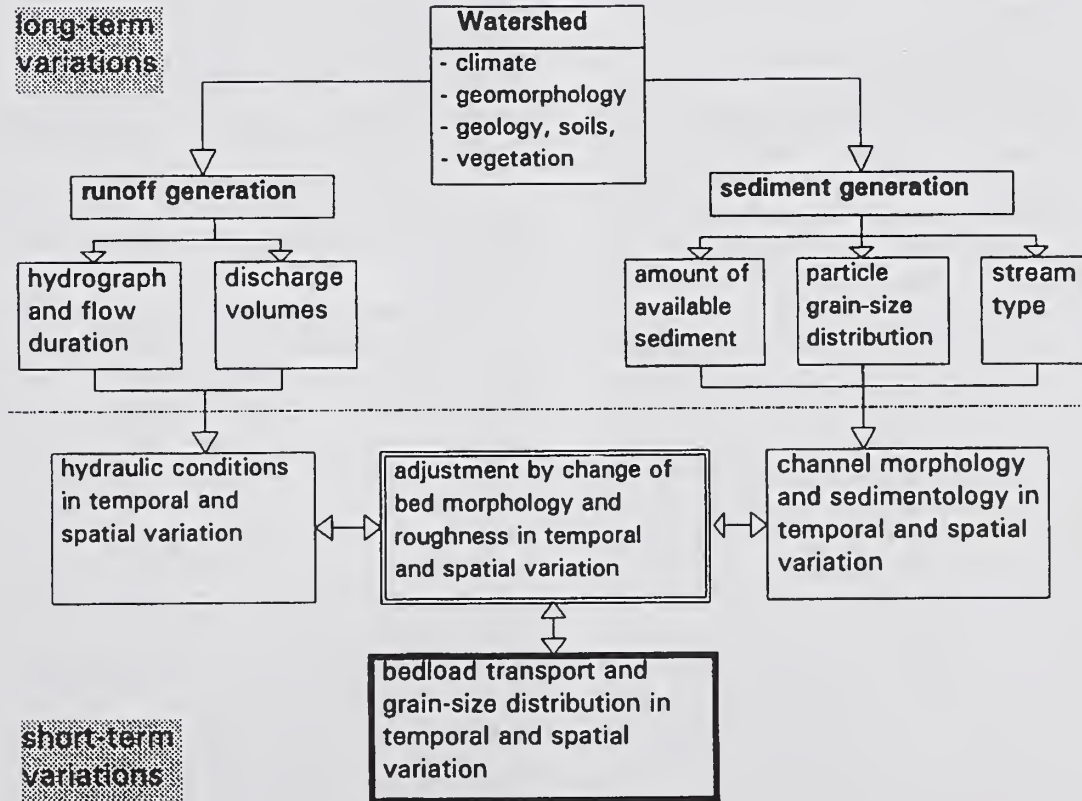 long-term
variations
Watershed
- climate
- geomorphology
- geology, soils,
- vegetation
runoff generation
sediment generation
hydrograph
and flow
duration
discharge
volumes
amount of
available
sediment
particle
grain-size
distribution
stream
type
hydraulic conditions
in temporal and
spatial variation
adjustment by change of
bed morphology and
roughness in temporal
and spatial variation
channel morphology
and sedimentology in
temporal and spatial
variation
bedload transport and
grain-size distribution in
temporal and spatial
variation
short-term
variations